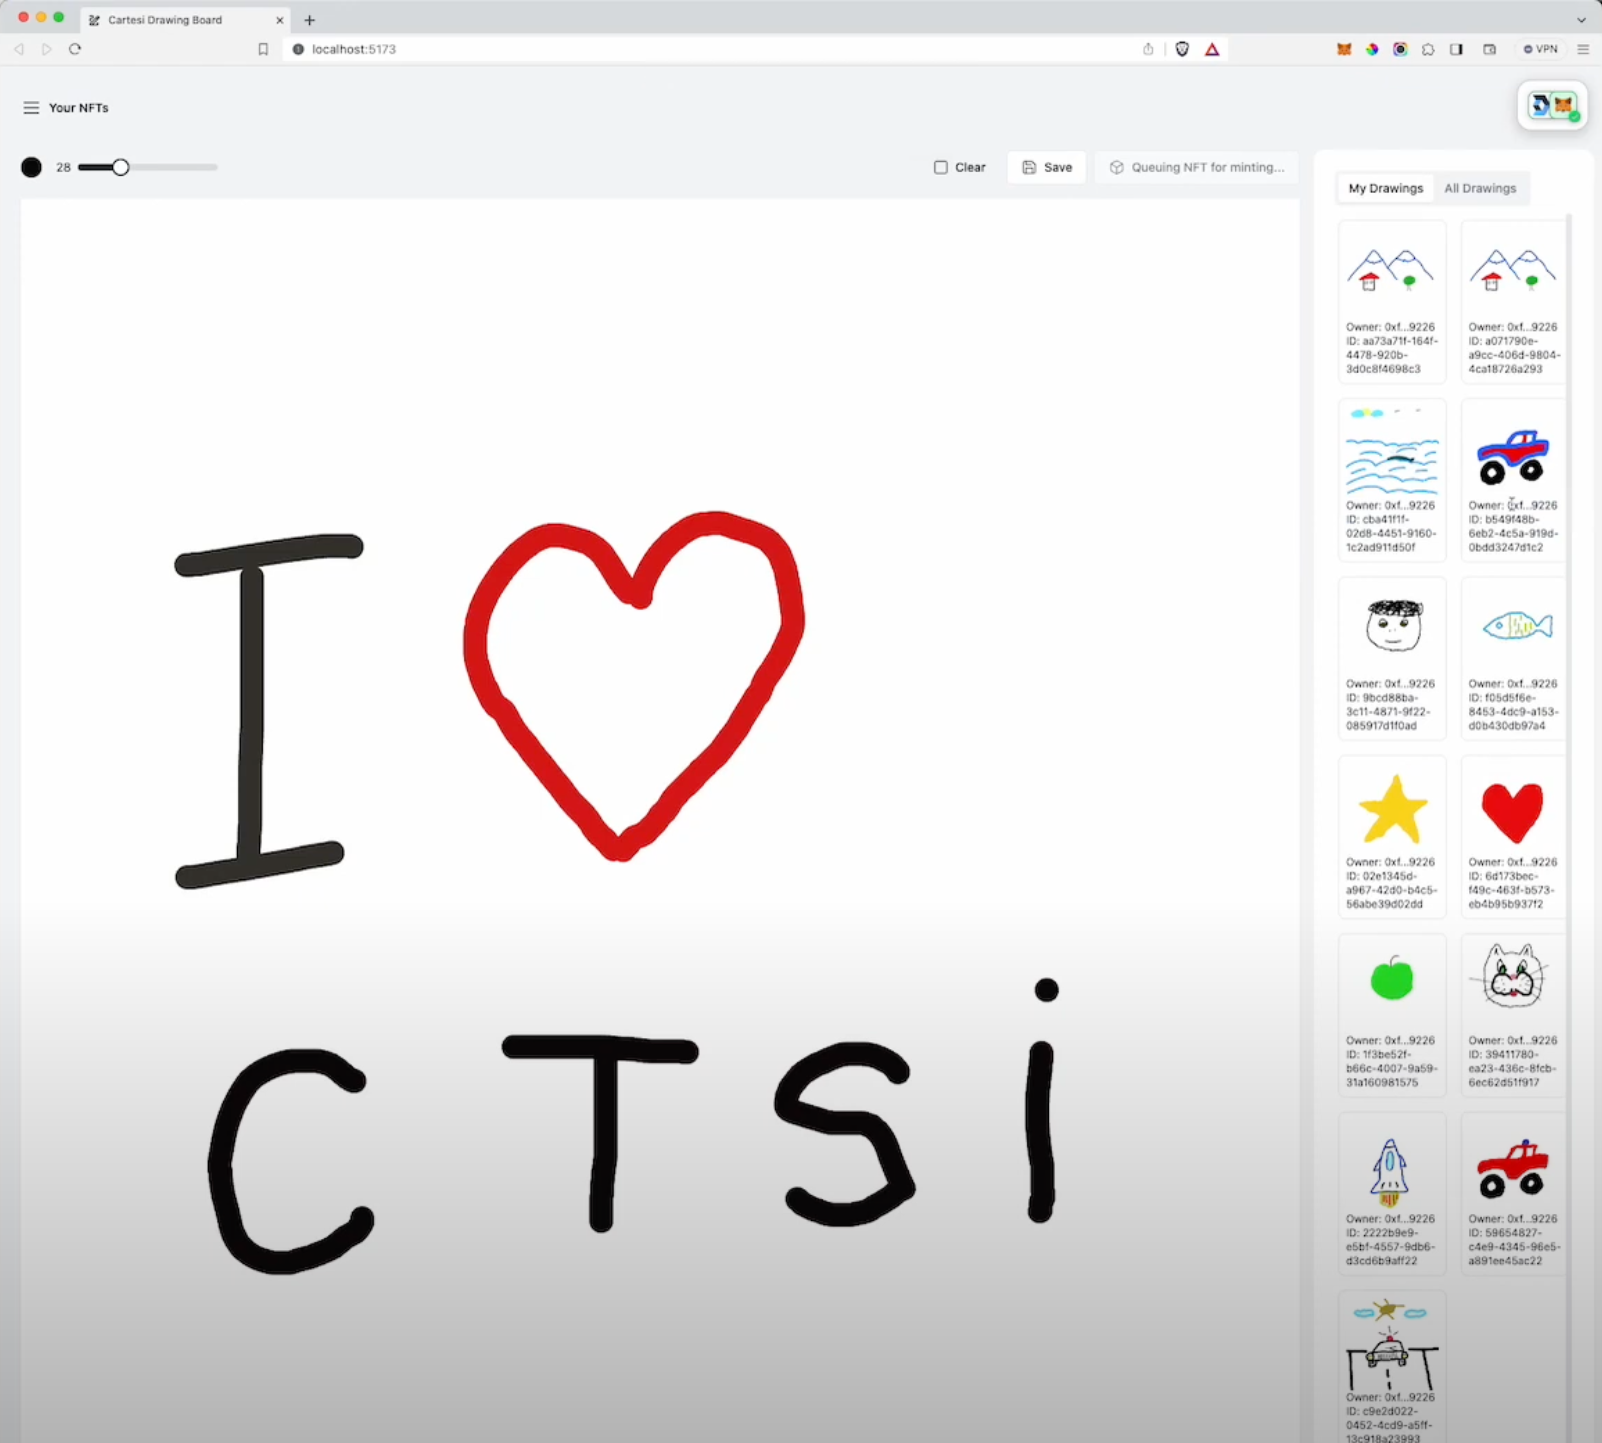 Cartesi Drawing Board
localhost:5173
VPN
Your NFTs
28
Clear
Save
Queuing NFT for minting...
I
C T S i
My Drawings
All Drawings
Owner: 0xf...9226
ID: aa73a71f-164f-
4478-920b-
3d0c8f4698c3
Owner: 0xf...9226
ID: a071790e-
a9cc-406d-9804-
4ca18726a293
Owner: 0xf...9226
ID: cba41f1f-
02d8-4451-9160-
1c2ad911d50f
Owner: 0xf...9226
ID: b549f48b-
6eb2-4c5a-919d-
0bdd3247d1c2
Owner: 0xf...9226
ID: 9bcd88ba-
3c11-4871-9f22-
085917d1f0ad
Owner: 0xf...9226
ID: f05d5f6e-
8453-4dc9-a153-
d0b430db97a4
Owner: 0xf...9226
ID: 02e1345d-
a967-42d0-b4c5-
56abe39d02dd
Owner: 0xf...9226
ID: 6d173bec-
f49c-463f-b573-
eb4b95b937f2
Owner: 0xf...9226
ID: 1f3be52f-
b66c-4007-9a59-
31a160981575
Owner: 0xf...9226
ID: 39411780-
ea23-436c-8fcb-
6ec62d51f917
Owner: 0xf...9226
ID: 2222b9e9-
e5bf-4557-9db6-
d3cd6b9aff22
Owner: 0xf...9226
ID: 59654827-
c4e9-4345-96e5-
a891ee45ac22
Owner: 0xf...9226
ID: c9e2d022-
0452-4cd9-a5ff-
13c918a23993